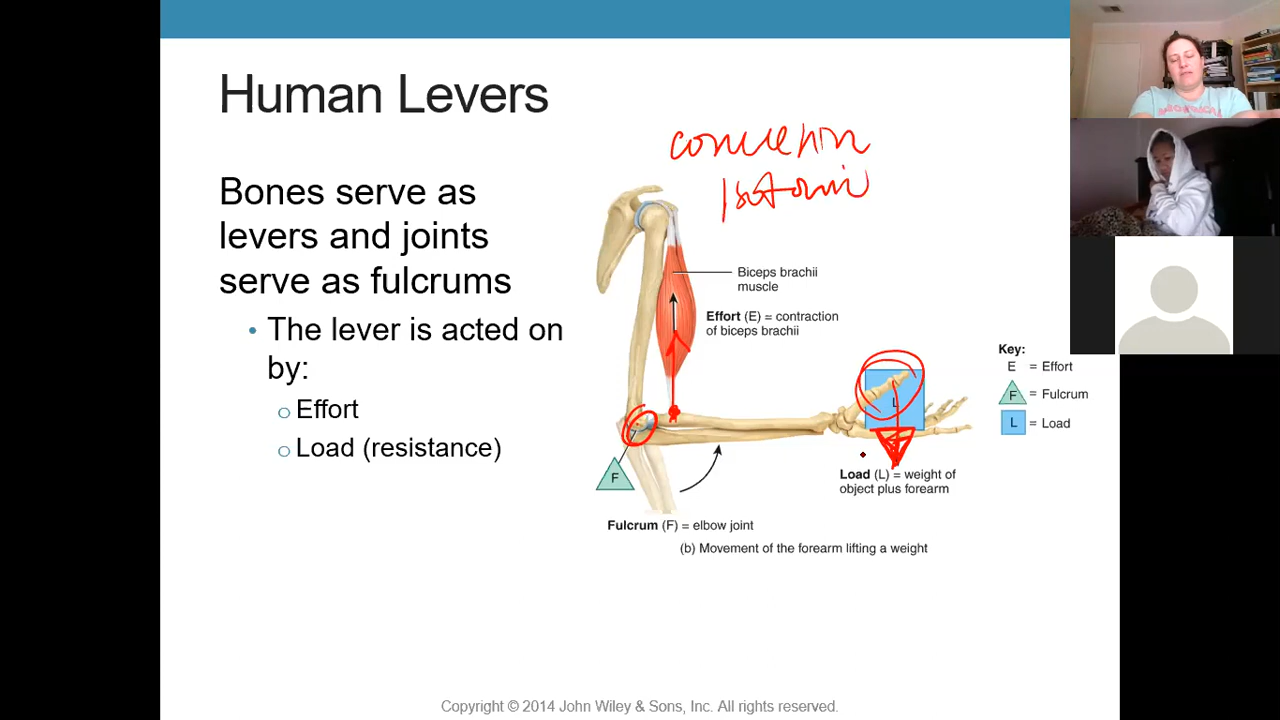 Human Levers
Bones serve as
levers and joints
serve as fulcrums
• The lever is acted on
by:
o Effort
o Load (resistance)
Biceps brachii
muscle
Effort (E) = contraction
of biceps brachii
L
Load (L) = weight of
object plus forearm
F
Fulcrum (F) = elbow joint
(b) Movement of the forearm lifting a weight
Key:
E = Effort
F = Fulcrum
L = Load
Copyright © 2014 John Wiley & Sons, Inc. All rights reserved.